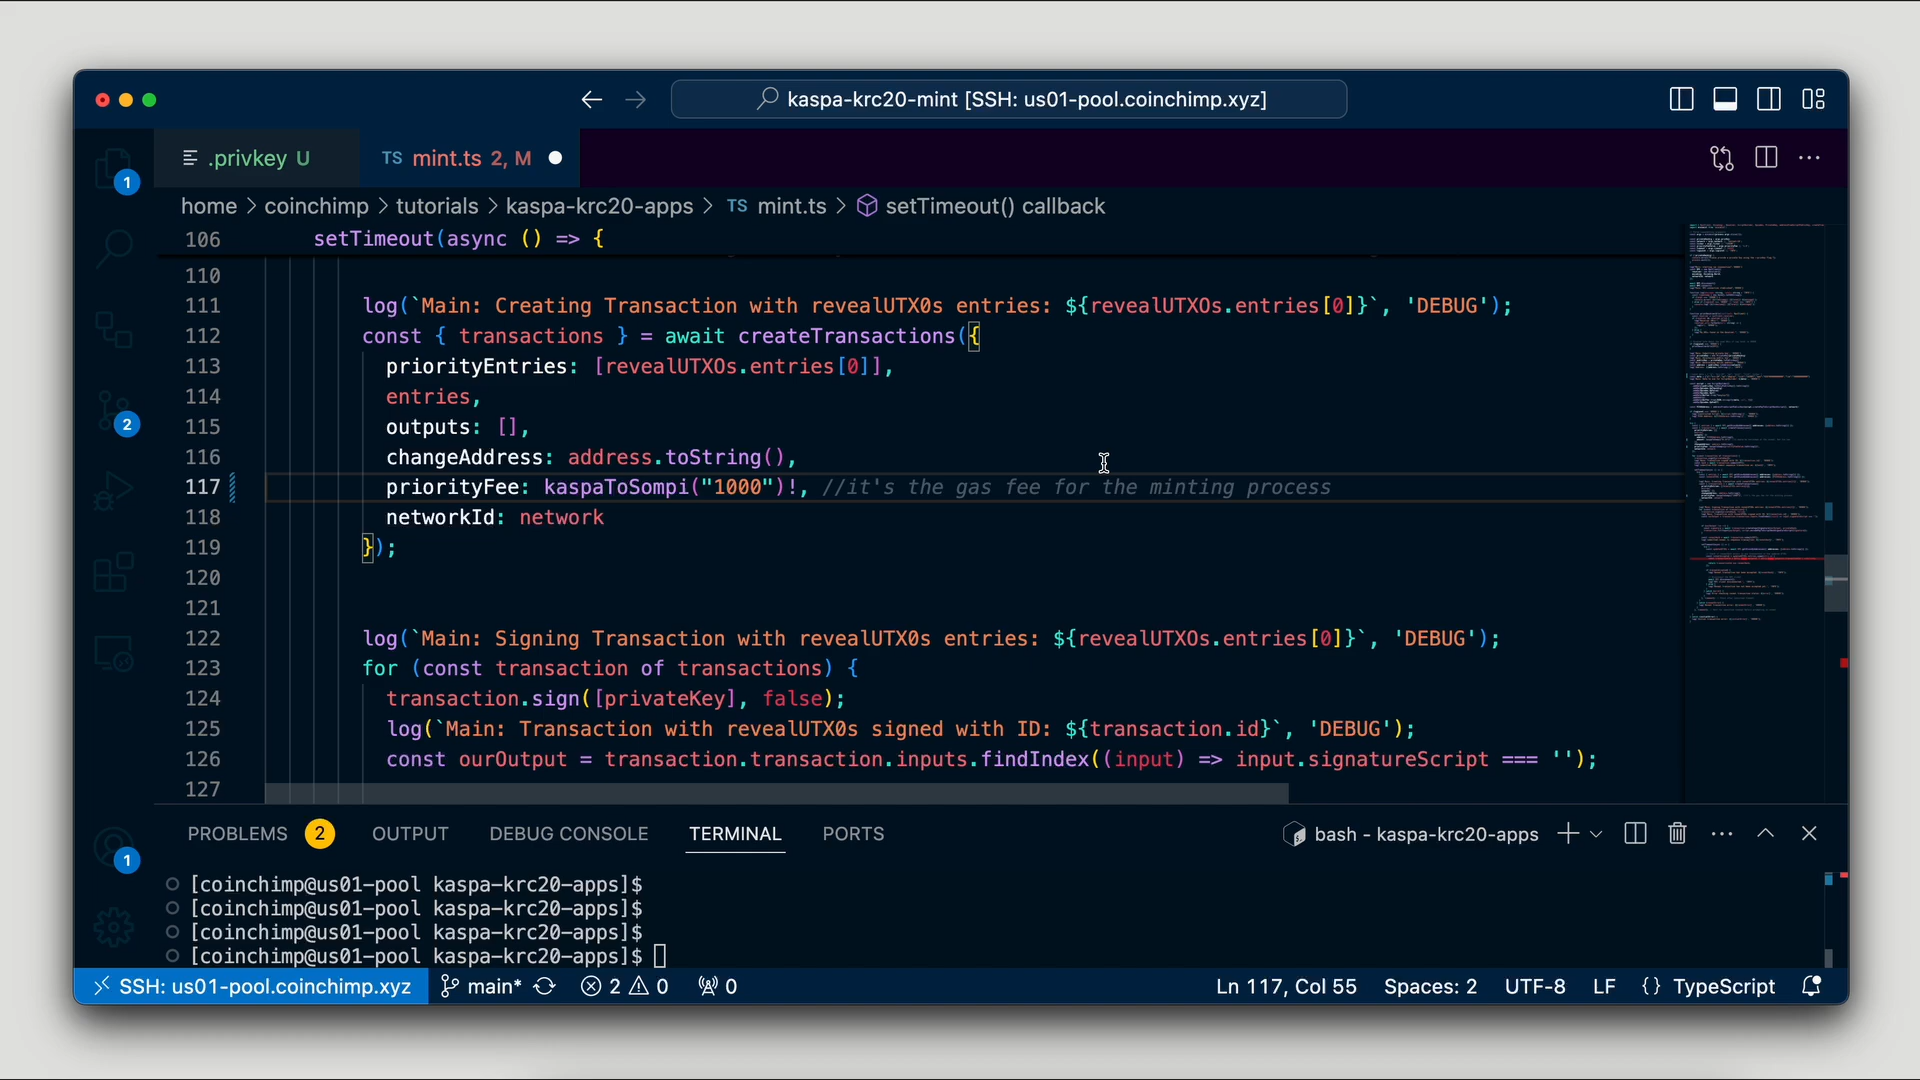 kaspa-krc20-mint [SSH: us01-pool.coinchimp.xyz]
.privkey U
TS mint.ts 2, M
1
home > coinchimp > tutorials > kaspa-krc20-apps > TS mint.ts > setTimeout() callback
106 setTimeout(async () => {
110
111 log(`Main: Creating Transaction with revealUTX0s entries: ${revealUTXOs.entries[0]}`, 'DEBUG');
112 const { transactions } = await createTransactions({
113 priorityEntries: [revealUTXOs.entries[0]],
114 entries,
115 outputs: [],
116 changeAddress: address.toString(),
117 priorityFee: kaspaToSompi("1000")!, //it's the gas fee for the minting process
118 networkId: network
119 });
120
121
122 log(`Main: Signing Transaction with revealUTX0s entries: ${revealUTXOs.entries[0]}`, 'DEBUG');
123 for (const transaction of transactions) {
124 transaction.sign([privateKey], false);
125 log(`Main: Transaction with revealUTX0s signed with ID: ${transaction.id}`, 'DEBUG');
126 const ourOutput = transaction.transaction.inputs.findIndex((input) => input.signatureScript === '');
127
2
1
PROBLEMS 2 OUTPUT DEBUG CONSOLE TERMINAL PORTS
bash - kaspa-krc20-apps
[coinchimp@us01-pool kaspa-krc20-apps]$
[coinchimp@us01-pool kaspa-krc20-apps]$
[coinchimp@us01-pool kaspa-krc20-apps]$
[coinchimp@us01-pool kaspa-krc20-apps]$
SSH: us01-pool.coinchimp.xyz main* 2 0 0
Ln 117, Col 55 Spaces: 2 UTF-8 LF {} TypeScript